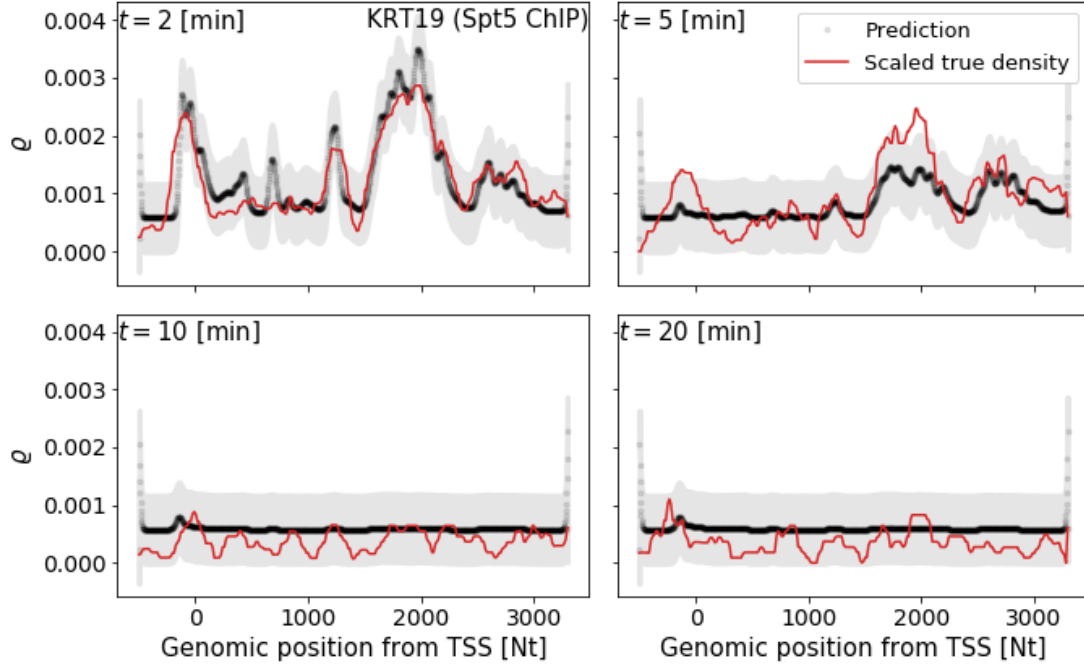 t = 2 [min]
KRT19 (Spt5 ChIP)
t = 5 [min]
Prediction
Scaled true density
0.004
0.003
0.002
0.001
0.000
ϱ
t = 10 [min]
t = 20 [min]
0.004
0.003
0.002
0.001
0.000
ϱ
0
1000
2000
3000
0
1000
2000
3000
Genomic position from TSS [Nt]
Genomic position from TSS [Nt]